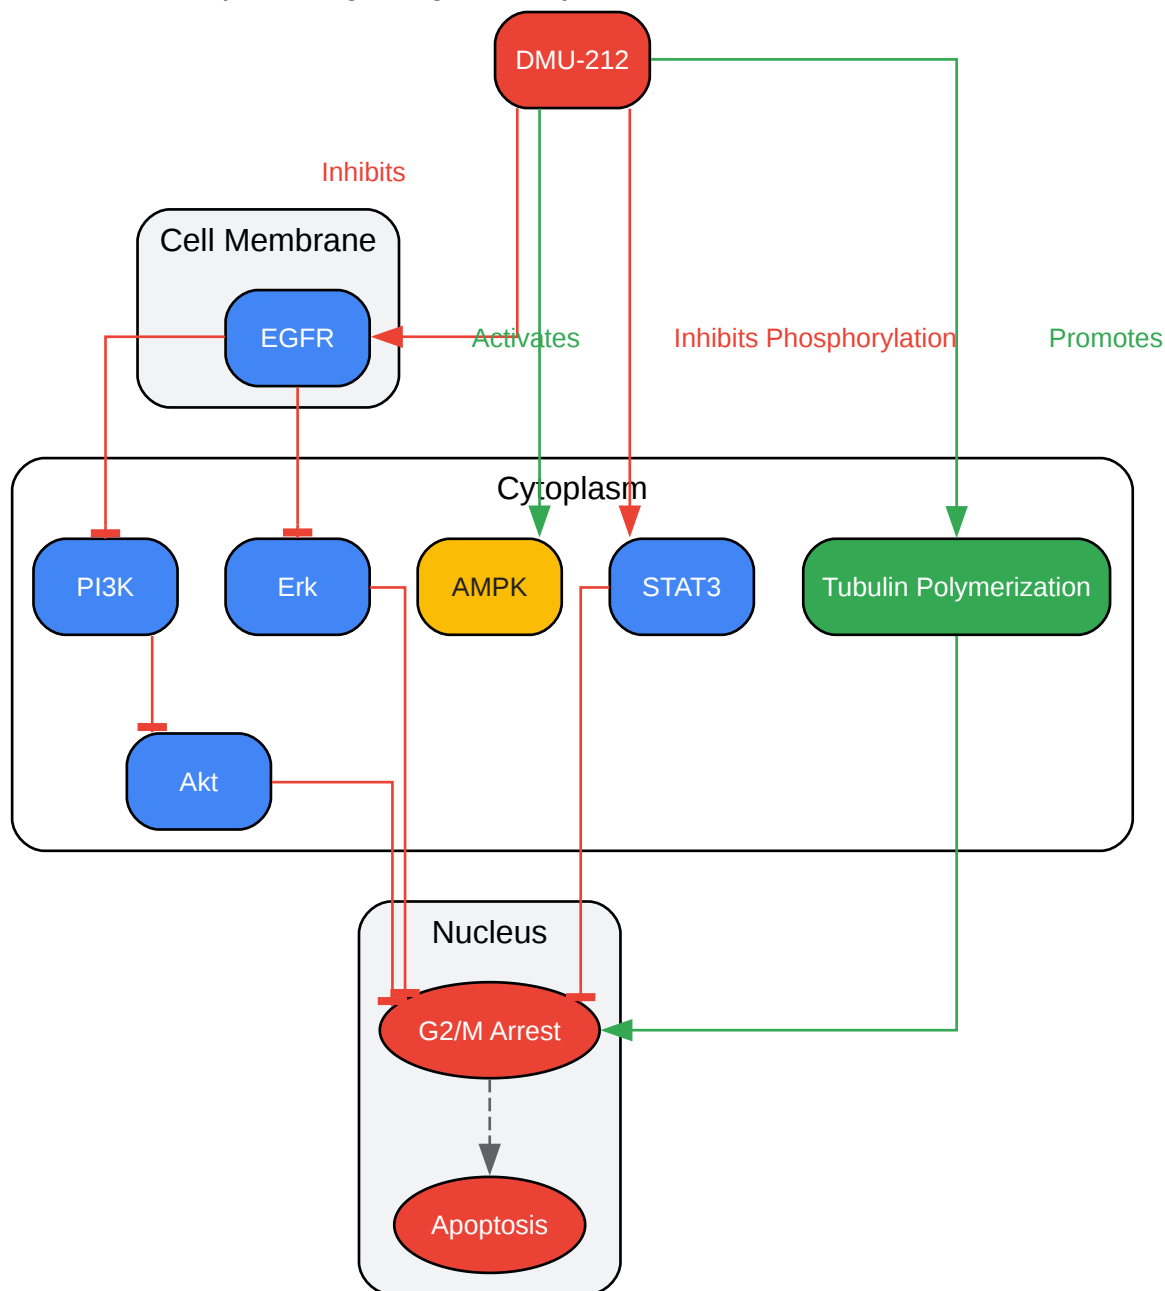 DMU-212
Inhibits
Cell Membrane
EGFR
Activates
Inhibits Phosphorylation
Promotes
Cytoplasm
PI3K
Erk
AMPK
STAT3
Tubulin Polymerization
Akt
Nucleus
G2/M Arrest
Apoptosis